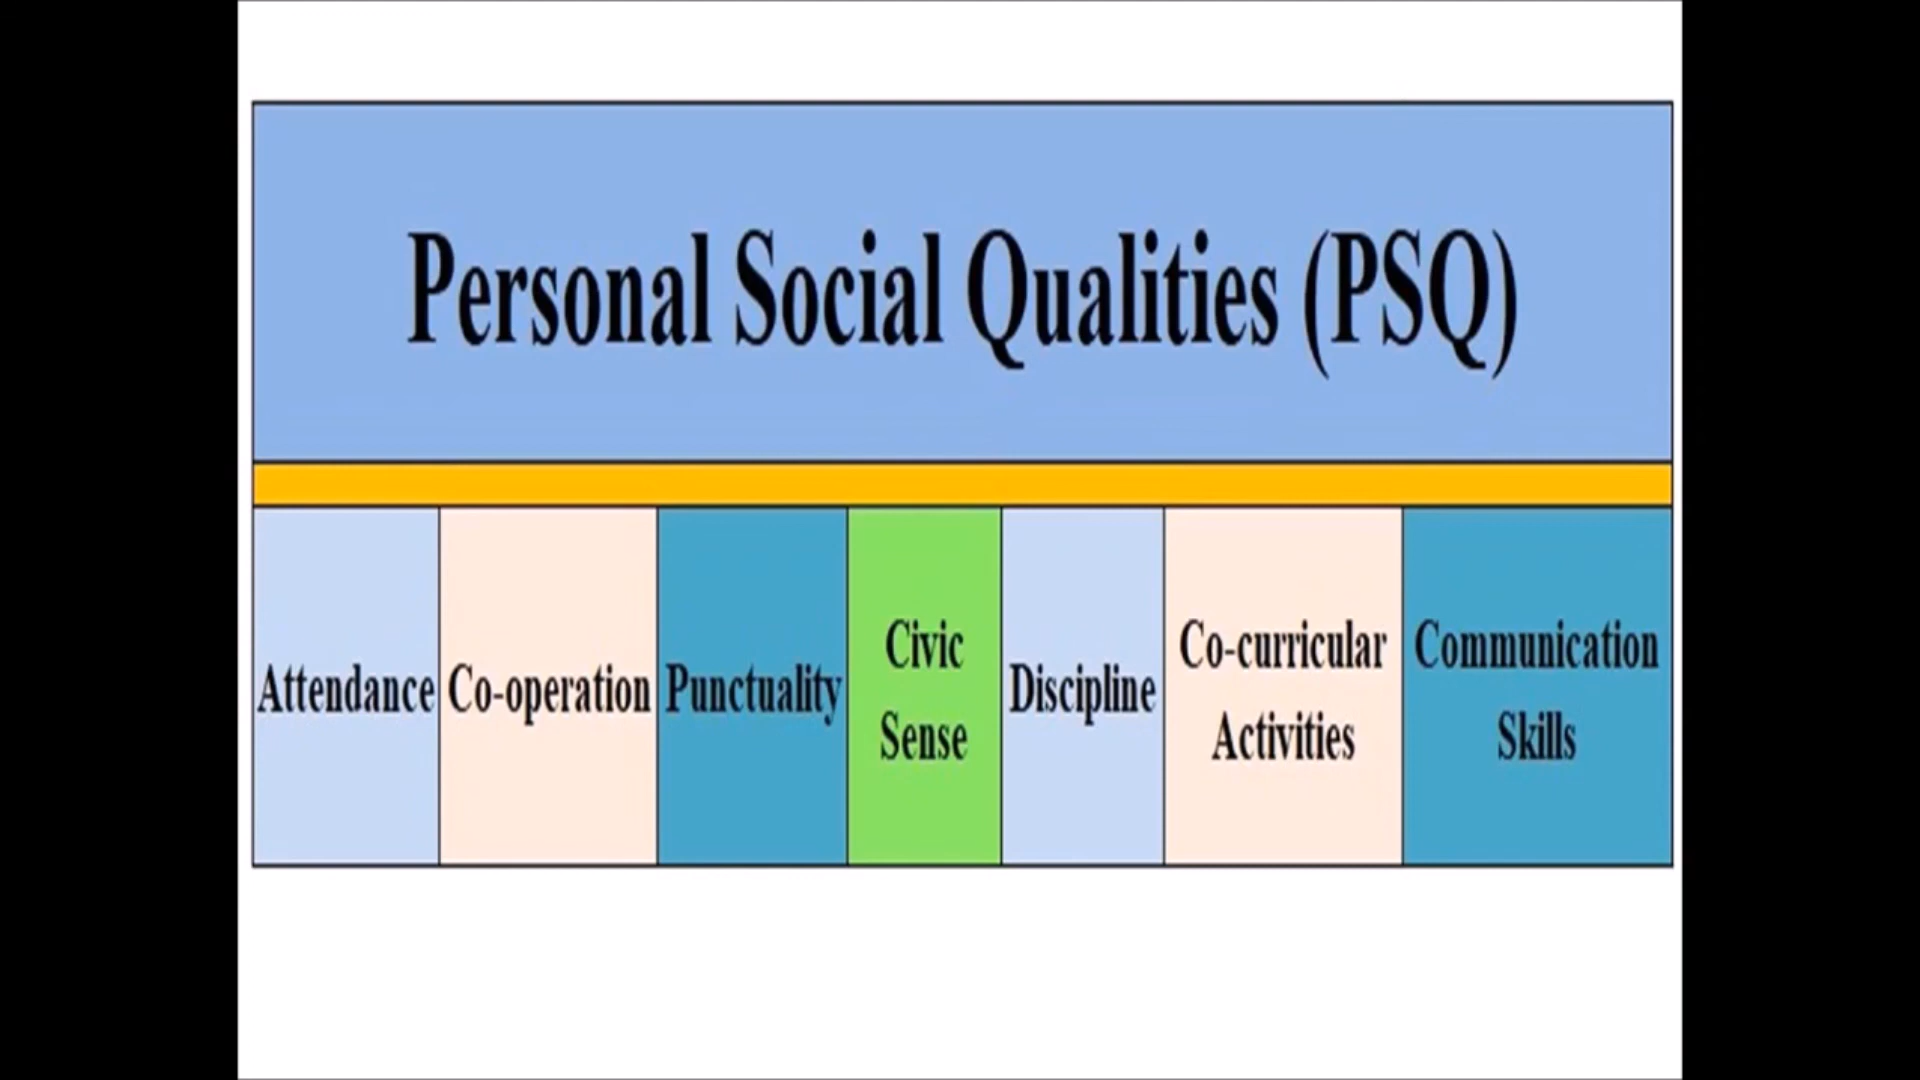 Personal Social Qualities (PSQ)
Attendance
Co-operation
Punctuality
Civic
Sense
Discipline
Co-curricular
Activities
Communication
Skills